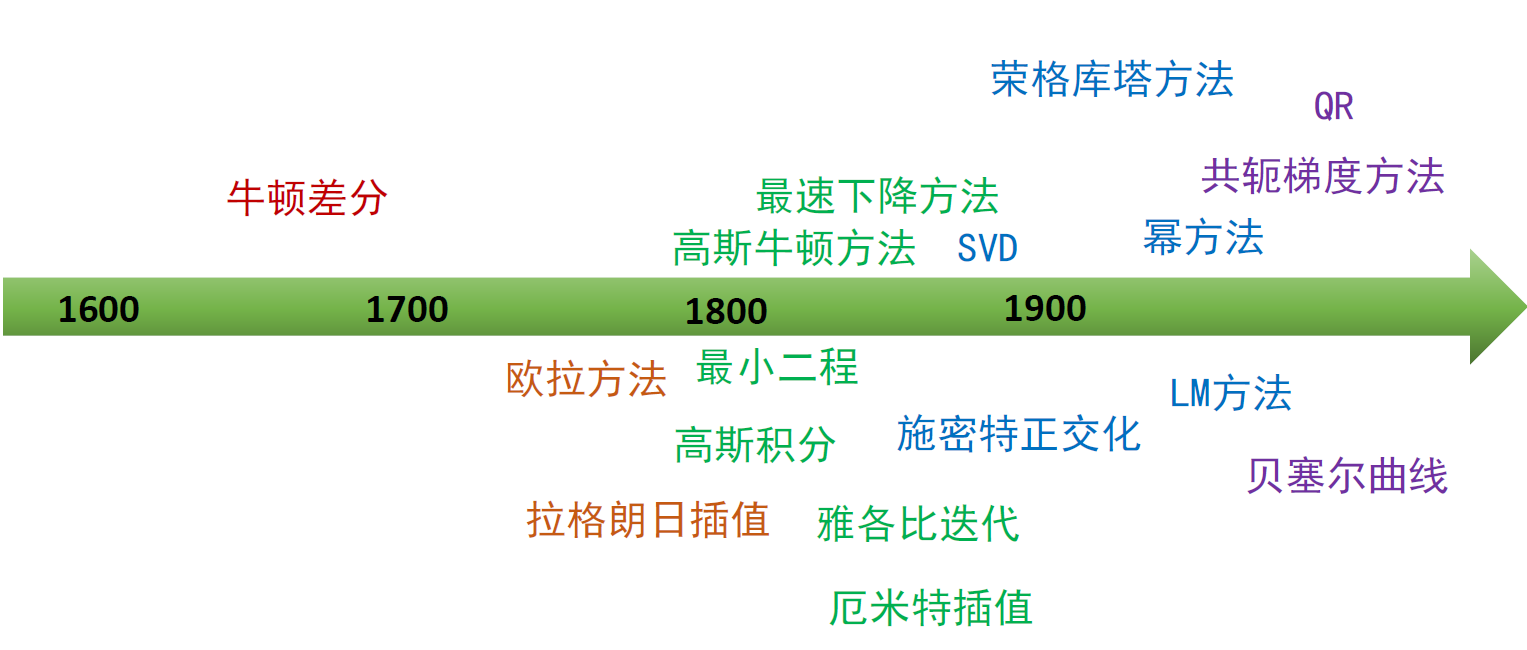 荣格库塔方法
QR
共轭梯度方法
牛顿差分
最速下降方法
高斯牛顿方法
SVD
幂方法
1600
1700
1800
1900
欧拉方法
最小二程
LM方法
高斯积分
施密特正交化
贝塞尔曲线
拉格朗日插值
雅各比迭代
厄米特插值